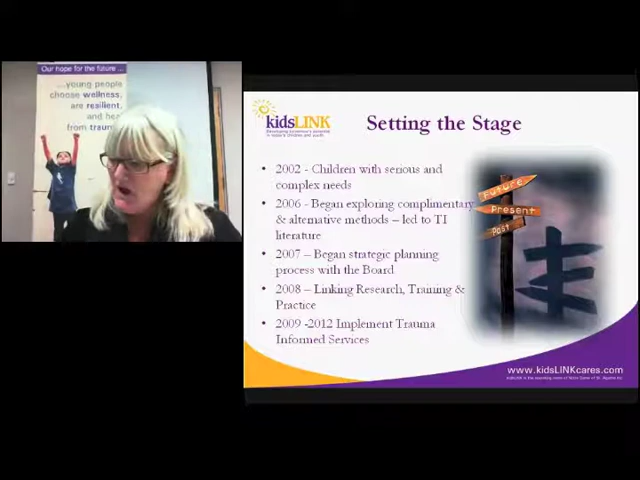 Our hope for the future ...
...young people
choose wellness,
are resilient,
from
kidsLINK
Setting the Stage
• 2002 - Children with serious and
complex needs
• 2006 - Began exploring complimentary
& alternative methods – led to TI
literature
• 2007 – Began strategic planning
process with the Board
• 2008 – Linking Research, Training &
Practice
• 2009 -2012 Implement Trauma
Informed Services
Future
Present
Past
www.kidsLINKcares.com